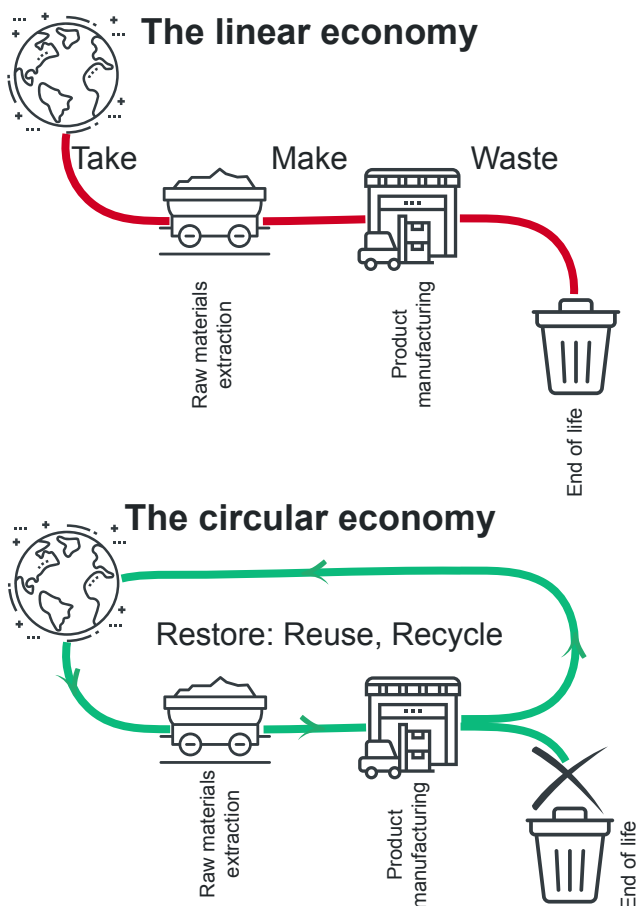 The linear economy
Take
Make
Waste
Raw materials
extraction
Product
manufacturing
End of life
The circular economy
Restore: Reuse, Recycle
Raw materials
extraction
Product
manufacturing
End of life